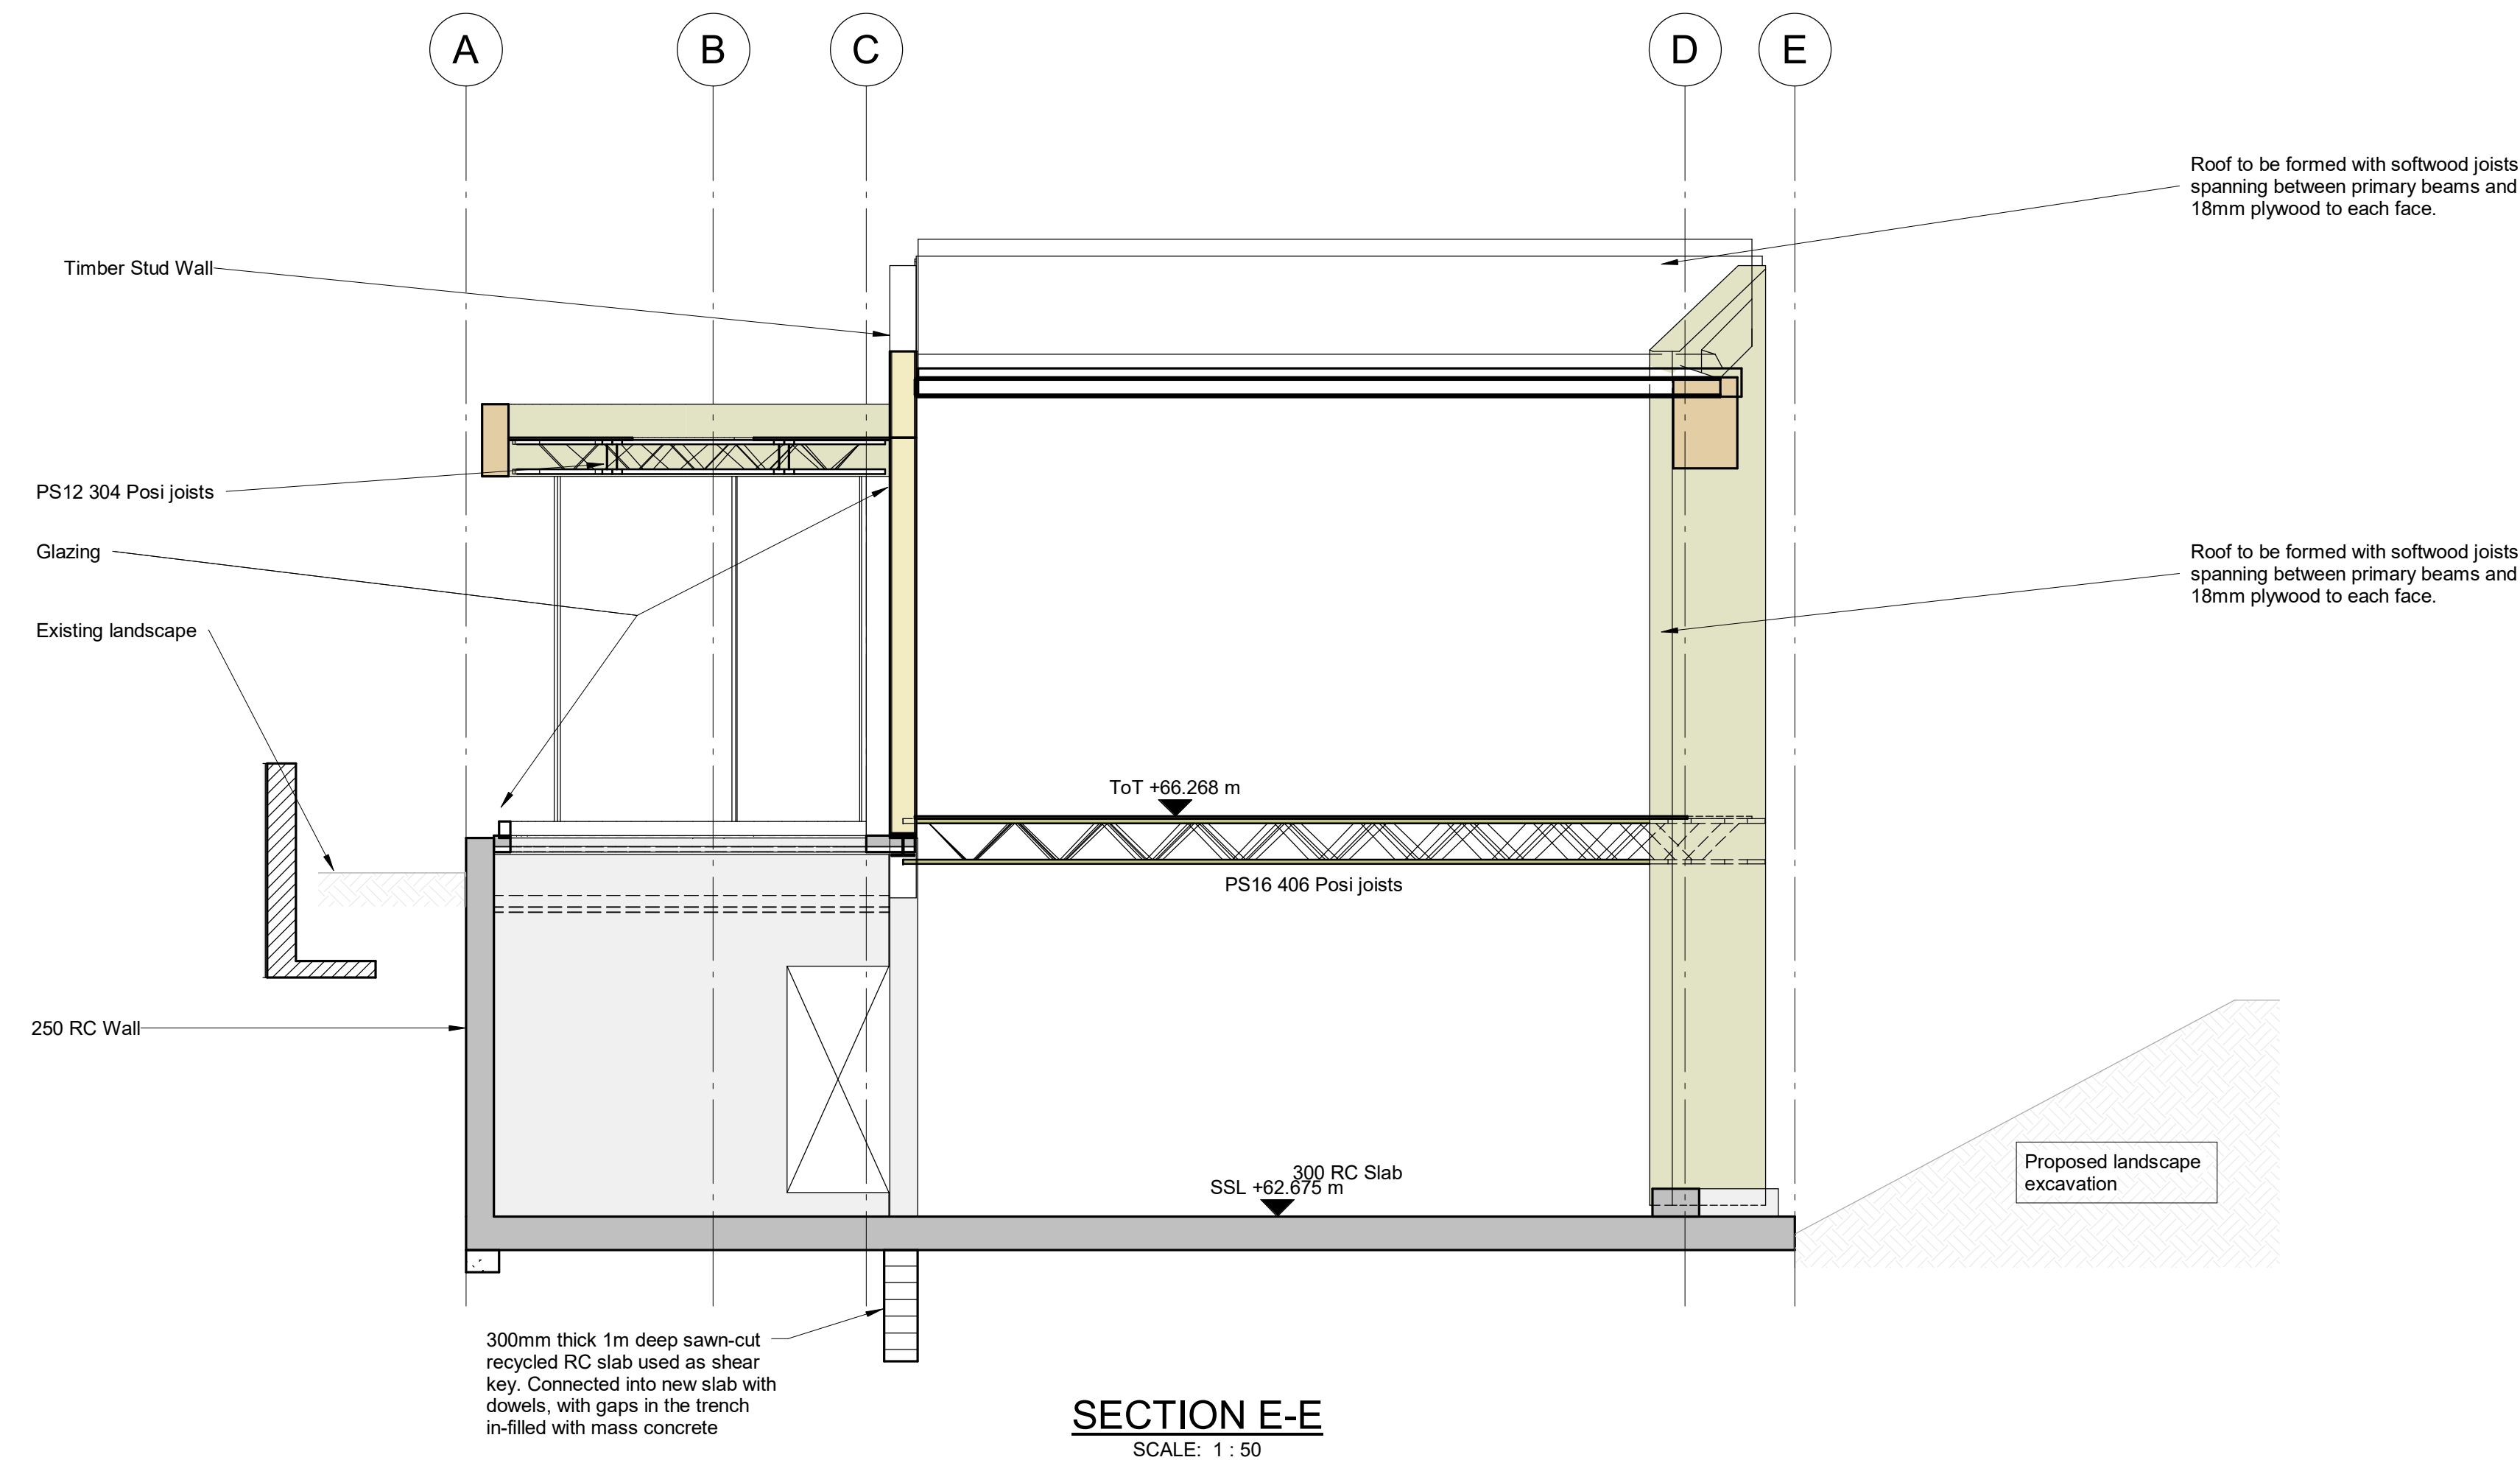 A
B
C
D
E
Roof to be formed with softwood joists
spanning between primary beams and
18mm plywood to each face.
Timber Stud Wall
PS12 304 Posi joists
Glazing
Roof to be formed with softwood joists
spanning between primary beams and
18mm plywood to each face.
Existing landscape
ToT +66.268 m
PS16 406 Posi joists
250 RC Wall
300 RC Slab
SSL +62.675 m
Proposed landscape
excavation
300mm thick 1m deep sawn-cut
recycled RC slab used as shear
key. Connected into new slab with
dowels, with gaps in the trench
in-filled with mass concrete
SECTION E-E
SCALE: 1 : 50